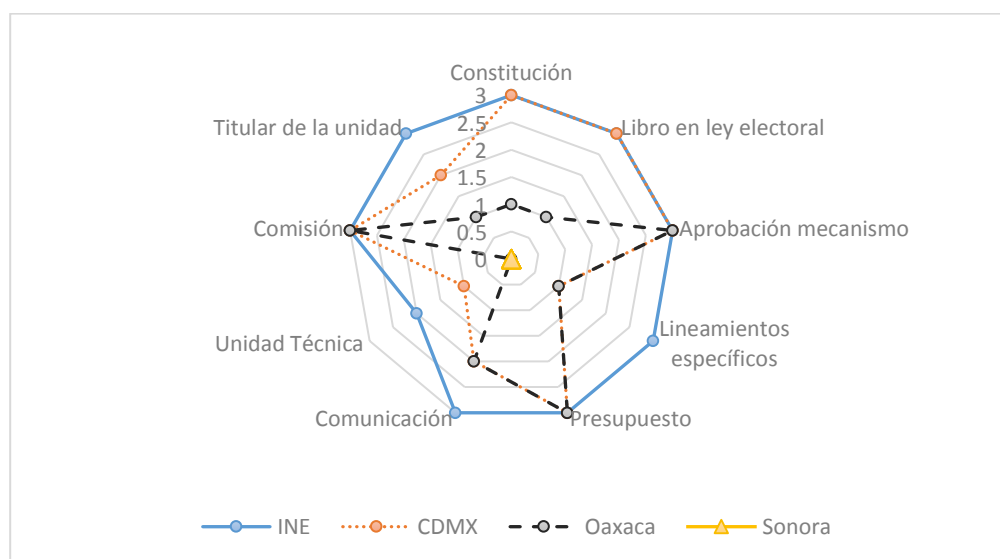 Constitución
3
Titular de la unidad
Libro en ley electoral
2.5
2
1.5
1
0.5
0
Comisión
Aprobación mecanismo
Unidad Técnica
Lineamientos
específicos
Comunicación
Presupuesto
INE
CDMX
Oaxaca
Sonora